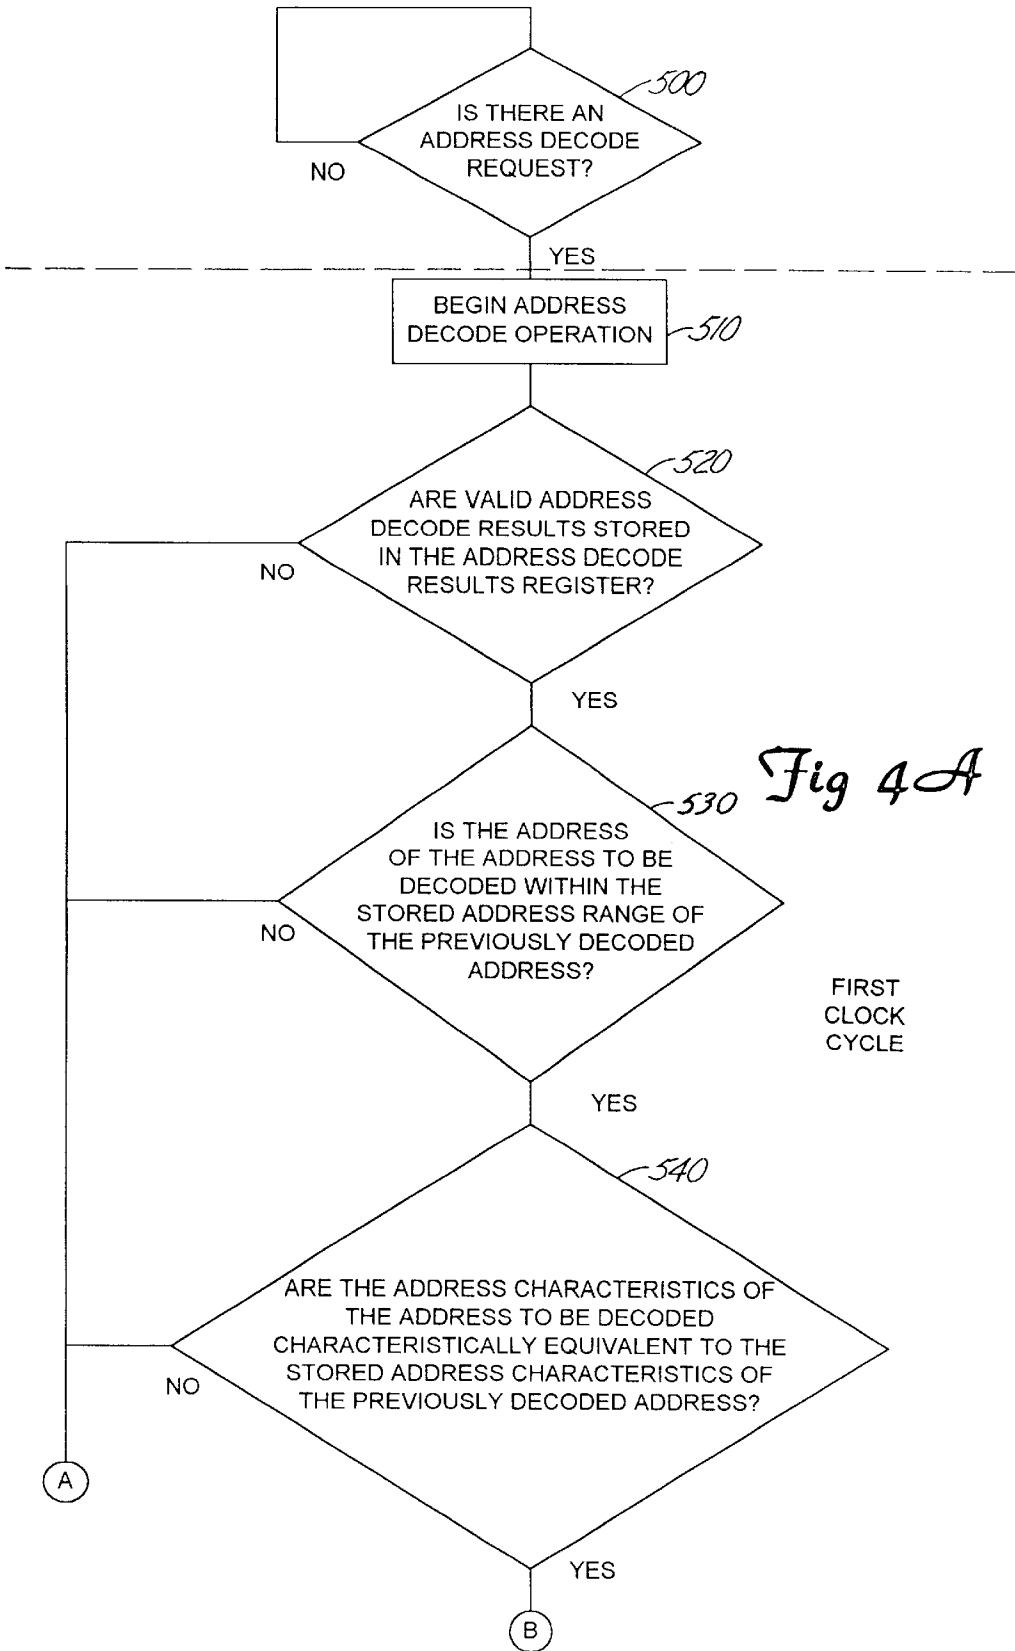 500
IS THERE AN
ADDRESS DECODE
REQUEST?
NO
YES
BEGIN ADDRESS
DECODE OPERATION
510
520
ARE VALID ADDRESS
DECODE RESULTS STORED
IN THE ADDRESS DECODE
RESULTS REGISTER?
NO
YES
Fig 4A
530
IS THE ADDRESS
OF THE ADDRESS TO BE
DECODED WITHIN THE
STORED ADDRESS RANGE OF
THE PREVIOUSLY DECODED
ADDRESS?
NO
FIRST
CLOCK
CYCLE
YES
540
ARE THE ADDRESS CHARACTERISTICS OF
THE ADDRESS TO BE DECODED
CHARACTERISTICALLY EQUIVALENT TO THE
STORED ADDRESS CHARACTERISTICS OF
THE PREVIOUSLY DECODED ADDRESS?
NO
A
YES
B